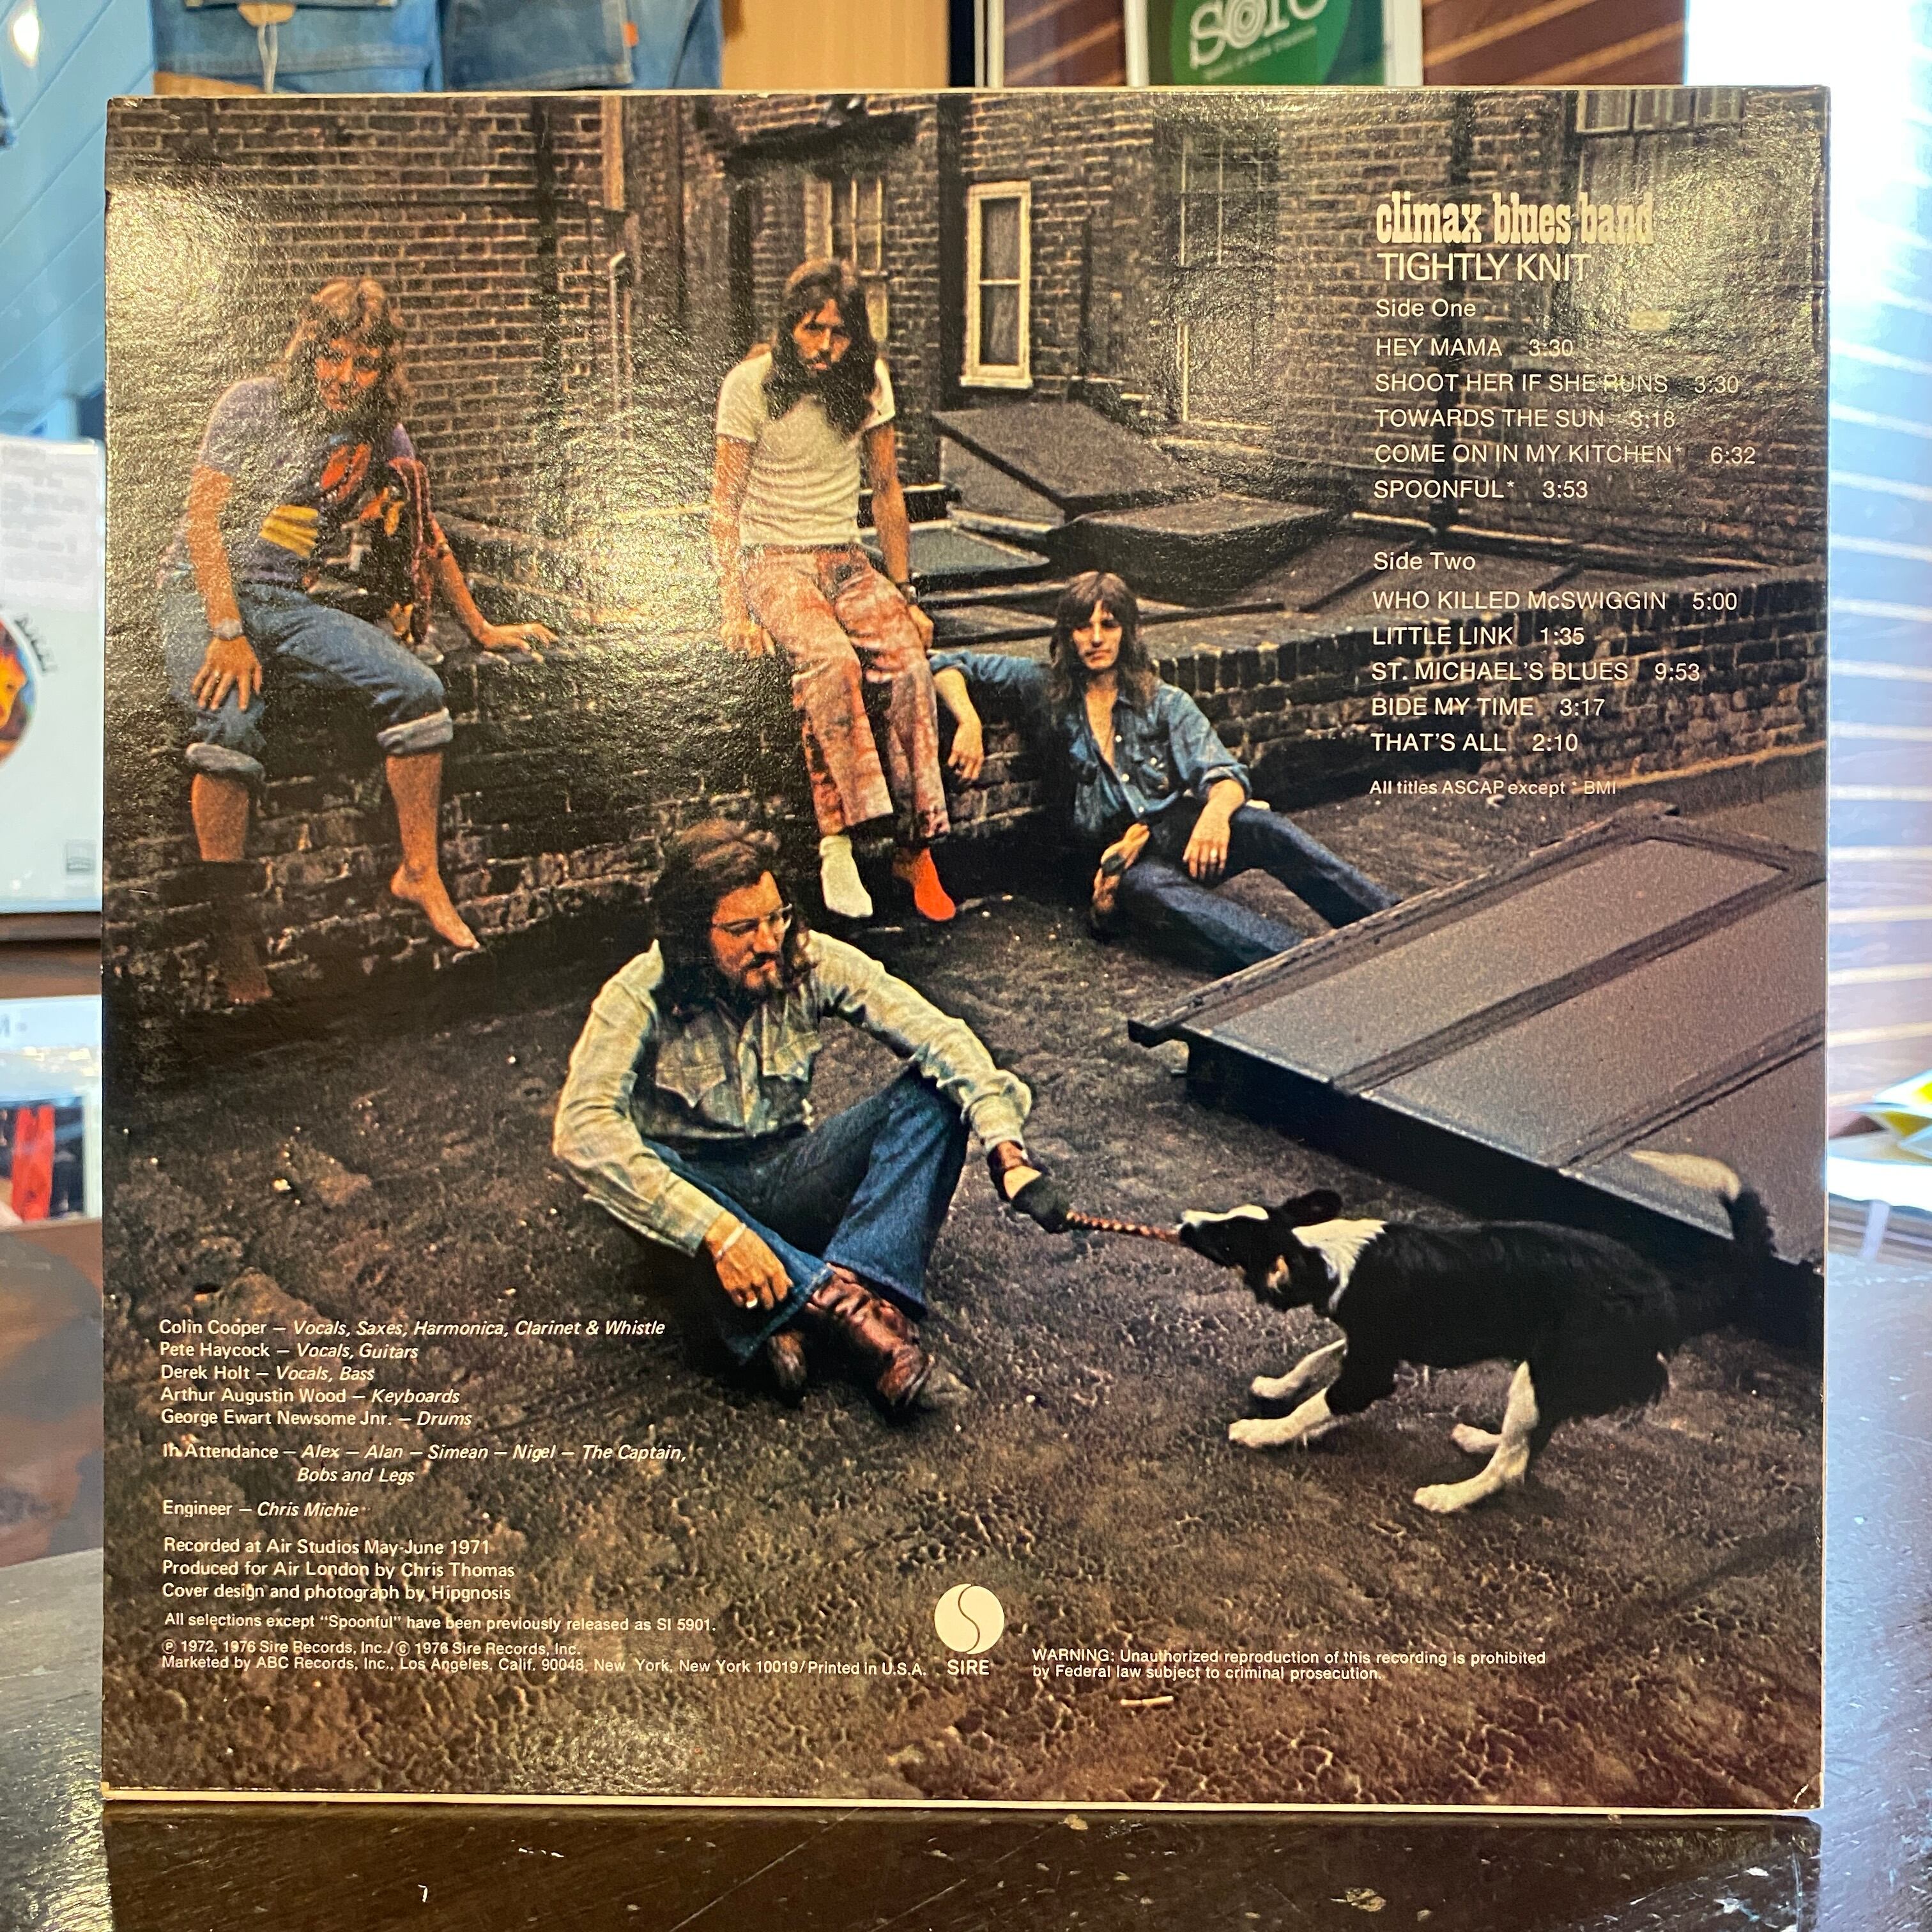 climax blues band
TIGHTLY KNIT
Side One
HEY MAMA 3:30
SHOOT HER IF SHE RUNS 3:30
TOWARDS THE SUN 3:18
COME ON IN MY KITCHEN* 6:32
SPOONFUL* 3:53
Side Two
WHO KILLED McSWIGGIN 5:00
LITTLE LINK 1:35
ST. MICHAEL'S BLUES 9:53
BIDE MY TIME 3:17
THAT'S ALL 2:10
All titles ASCAP except * BMI
Colin Cooper — Vocals, Saxes, Harmonica, Clarinet & Whistle
Pete Haycock — Vocals, Guitars
Derek Holt — Vocals, Bass
Arthur Augustin Wood — Keyboards
George Ewart Newsome Jnr. — Drums
In Attendance — Alex — Alan — Simean — Nigel — The Captain,
Bobs and Legs
Engineer — Chris Michie
Recorded at Air Studios May-June 1971
Produced for Air London by Chris Thomas
Cover design and photograph by Hipgnosis
All selections except "Spoonful" have been previously released as SI 5901.
℗ 1972, 1976 Sire Records, Inc./© 1976 Sire Records, Inc.
Marketed by ABC Records, Inc., Los Angeles, Calif. 90048, New York, New York 10019/Printed in U.S.A.
SIRE
WARNING: Unauthorized reproduction of this recording is prohibited
by Federal law subject to criminal prosecution.